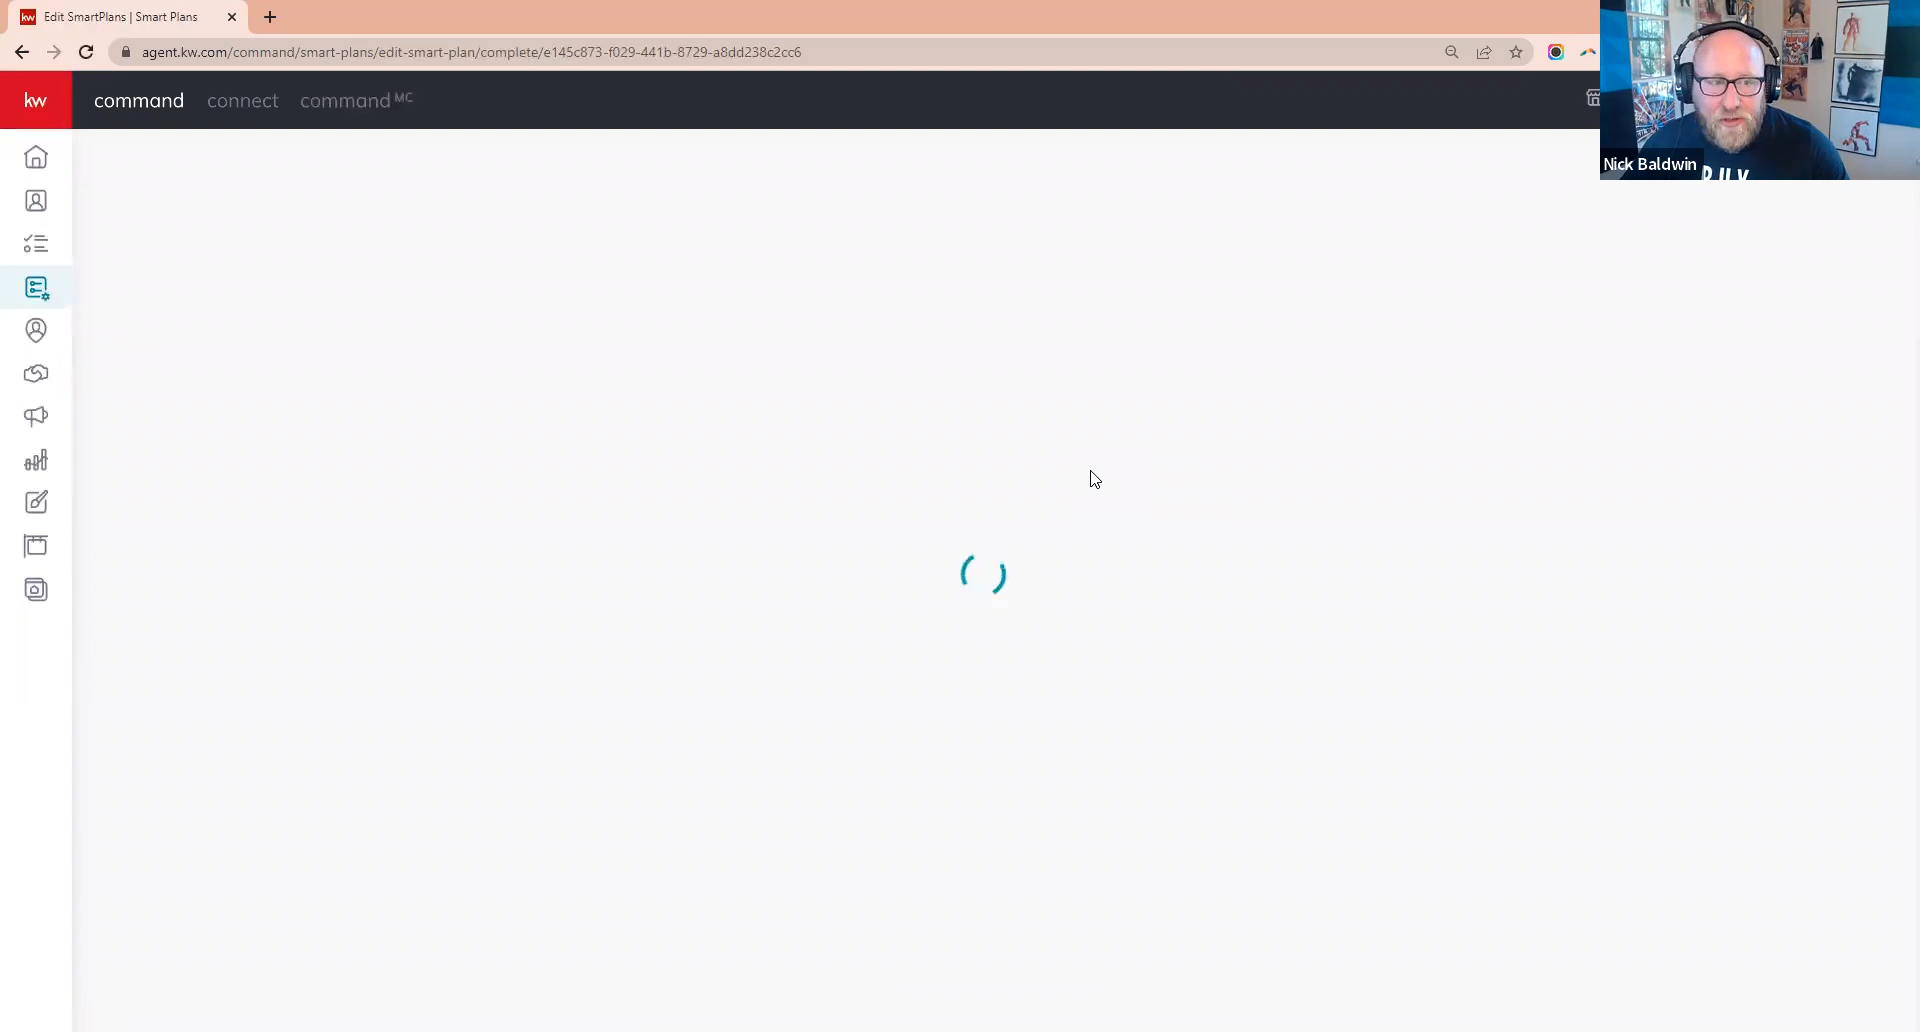 Edit SmartPlans | Smart Plans
agent.kw.com/command/smart-plans/edit-smart-plan/complete/e145c873-f029-441b-8729-a8dd238c2cc6
kw command connect command MC
Nick Baldwin